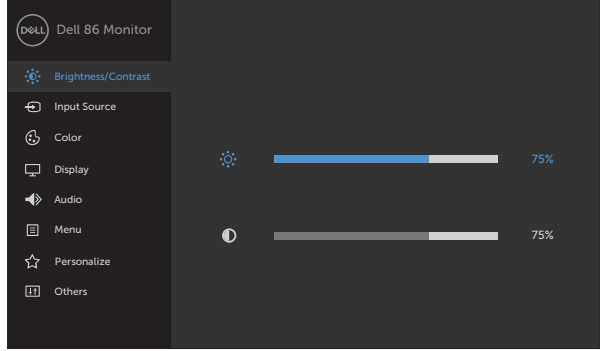 DELL
Dell 86 Monitor
Brightness/Contrast
Input Source
Color
Display
Audio
Menu
Personalize
Others
75%
75%